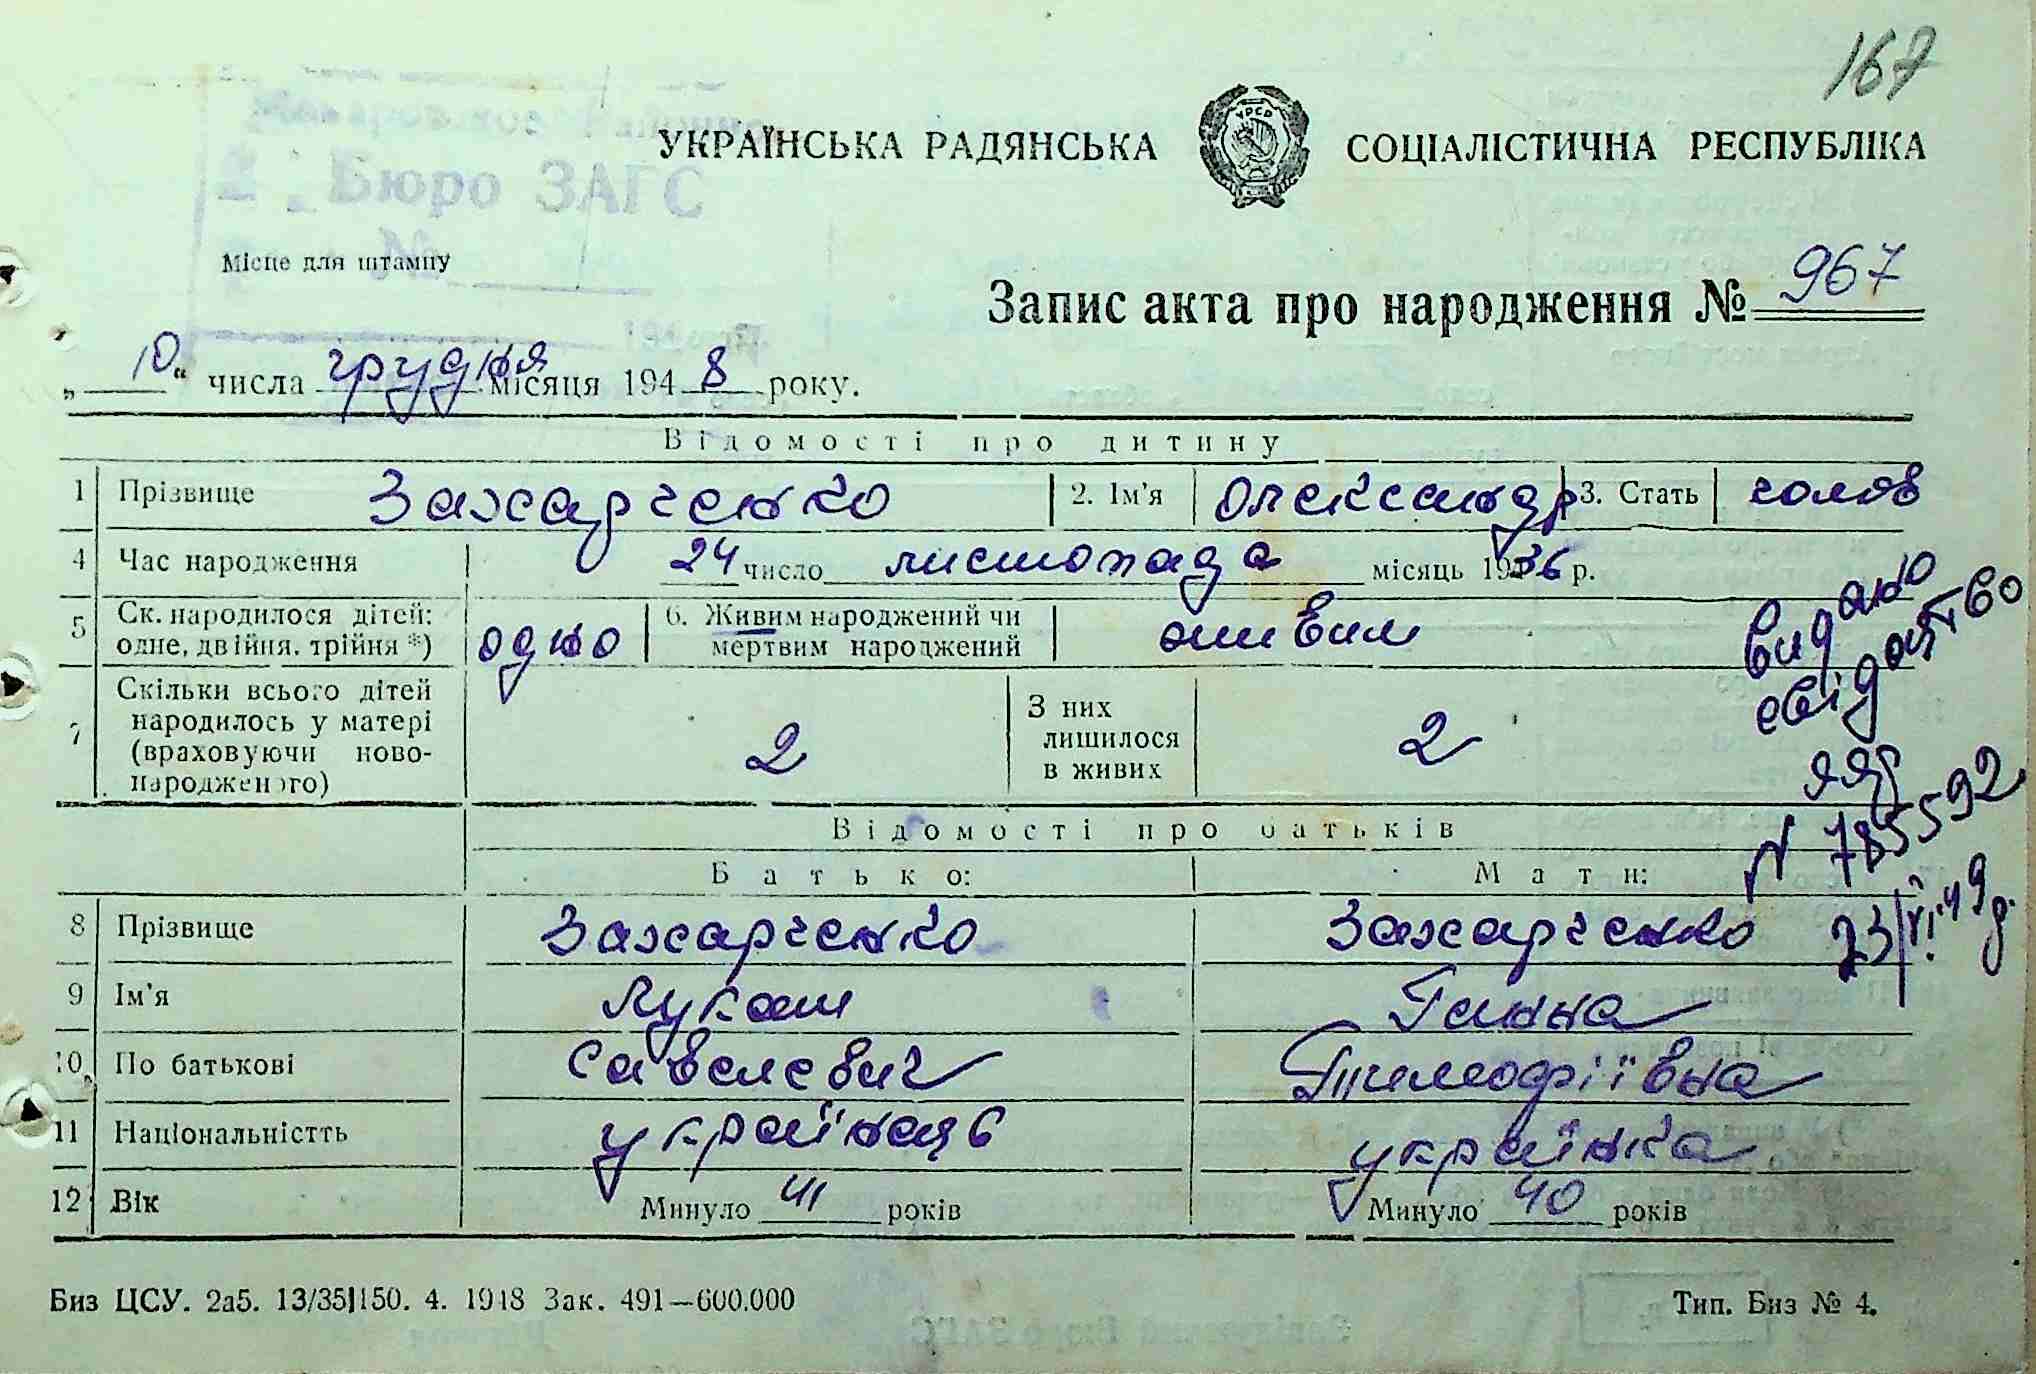 167
УКРАЇНСЬКА РАДЯНСЬКА СОЦІАЛІСТИЧНА РЕСПУБЛІКА
Бюро ЗАГС
№
Місце для штампу
Запис акта про народження № 967
„ 10 " числа грудня місяця 1948 року.
Відомості про дитину
1 Прізвище Захарченко 2. Ім'я Олександр 3. Стать чолов
4 Час народження 24 число листопада місяць 1936 р.
5 Ск. народилося дітей: одне, двійня, трійня *) одно 6. Живим народжений чи мертвим народжений живим
7 Скільки всього дітей народилось у матері (враховуючи новонародженого) 2 З них лишилося в живих 2
видано
свідоцтво
ЯЯЯ
N 785592
23/VI.49 р.
Відомості про батьків
Батько: Мати:
8 Прізвище Захарченко Захарченко
9 Ім'я Лукаш Ганна
10 По батькові Савелевич Тимофіївна
11 Національністть українець українка
12 Вік Минуло 41 років Минуло 40 років
Биз ЦСУ. 2а5. 13/35|150. 4. 1948 Зак. 491—600.000 Тип. Биз № 4.